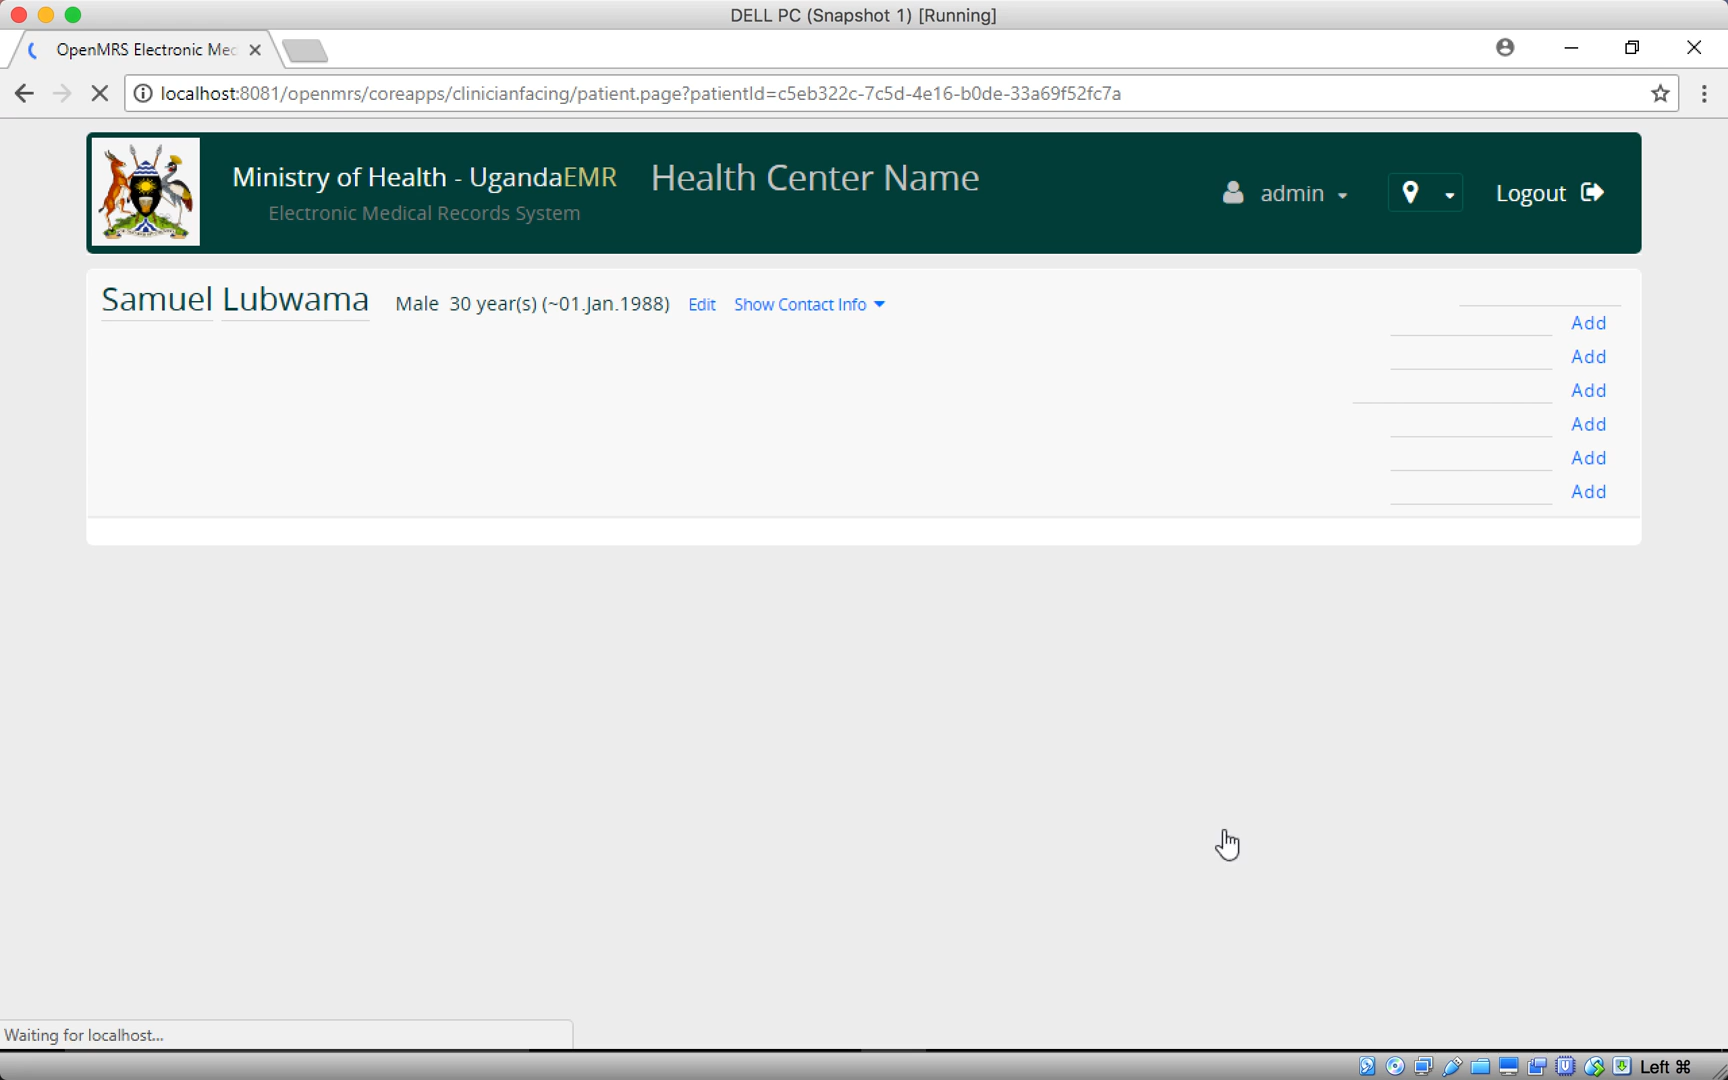 DELL PC (Snapshot 1) [Running]
OpenMRS Electronic Med
localhost:8081/openmrs/coreapps/clinicianfacing/patient.page?patientId=c5eb322c-7c5d-4e16-b0de-33a69f52fc7a
Ministry of Health - UgandaEMR Health Center Name
Electronic Medical Records System
admin
Logout
Samuel Lubwama Male 30 year(s) (~01.Jan.1988) Edit Show Contact Info
Add
Add
Add
Add
Add
Add
Waiting for localhost...
Left ⌘